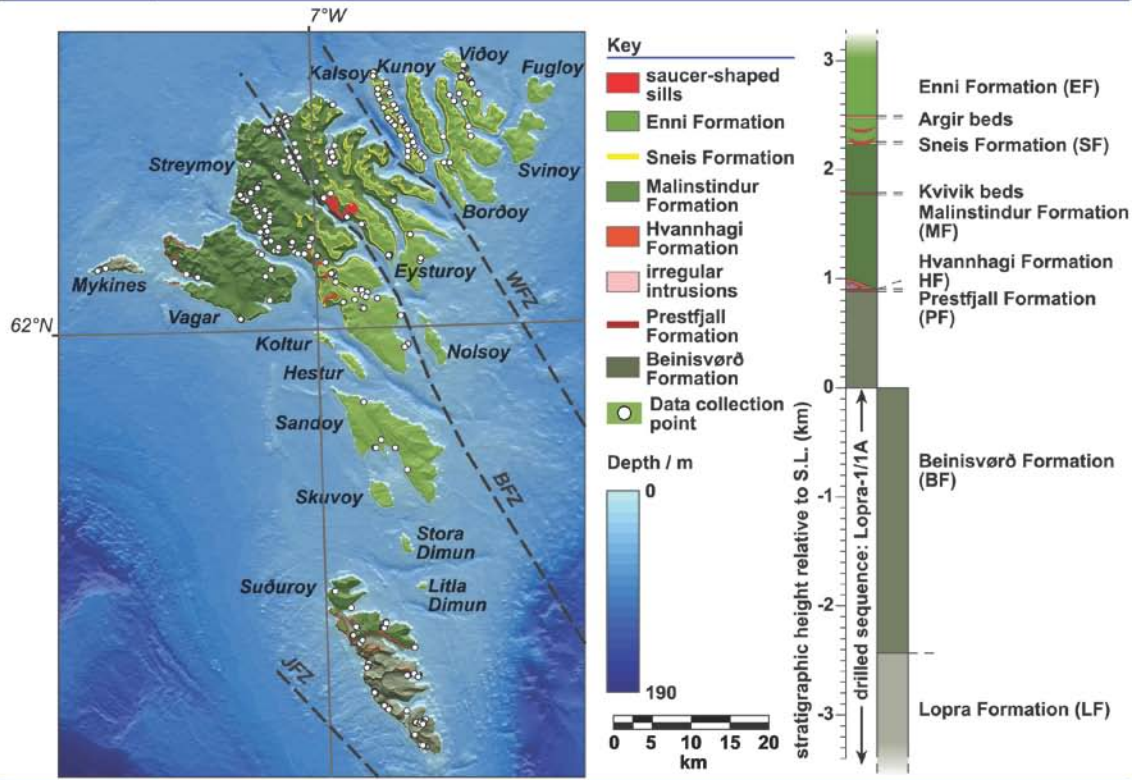 7°W
Kalsoy
Kunoy
Viðoy
Fugloy
Streymoy
Svinoy
Borðoy
Mykines
Eysturoy
WFZ
Vagar
62°N
Koltur
Nolsoy
Hestur
Sandoy
BFZ
Skuvoy
Stora
Dimun
Suðuroy
Litla
Dimun
JFZ
Key
saucer-shaped
sills
Enni Formation
Sneis Formation
Malinstindur
Formation
Hvannhagi
Formation
irregular
intrusions
Prestfjall
Formation
Beinisvørð
Formation
Data collection
point
Depth / m
0
190
0 5 10 15 20
km
stratigraphic height relative to S.L. (km)
drilled sequence: Lopra-1/1A
3
2
1
0
-1
-2
-3
Enni Formation (EF)
Argir beds
Sneis Formation (SF)
Kvivik beds
Malinstindur Formation
(MF)
Hvannhagi Formation
HF)
Prestfjall Formation
(PF)
Beinisvørð Formation
(BF)
Lopra Formation (LF)